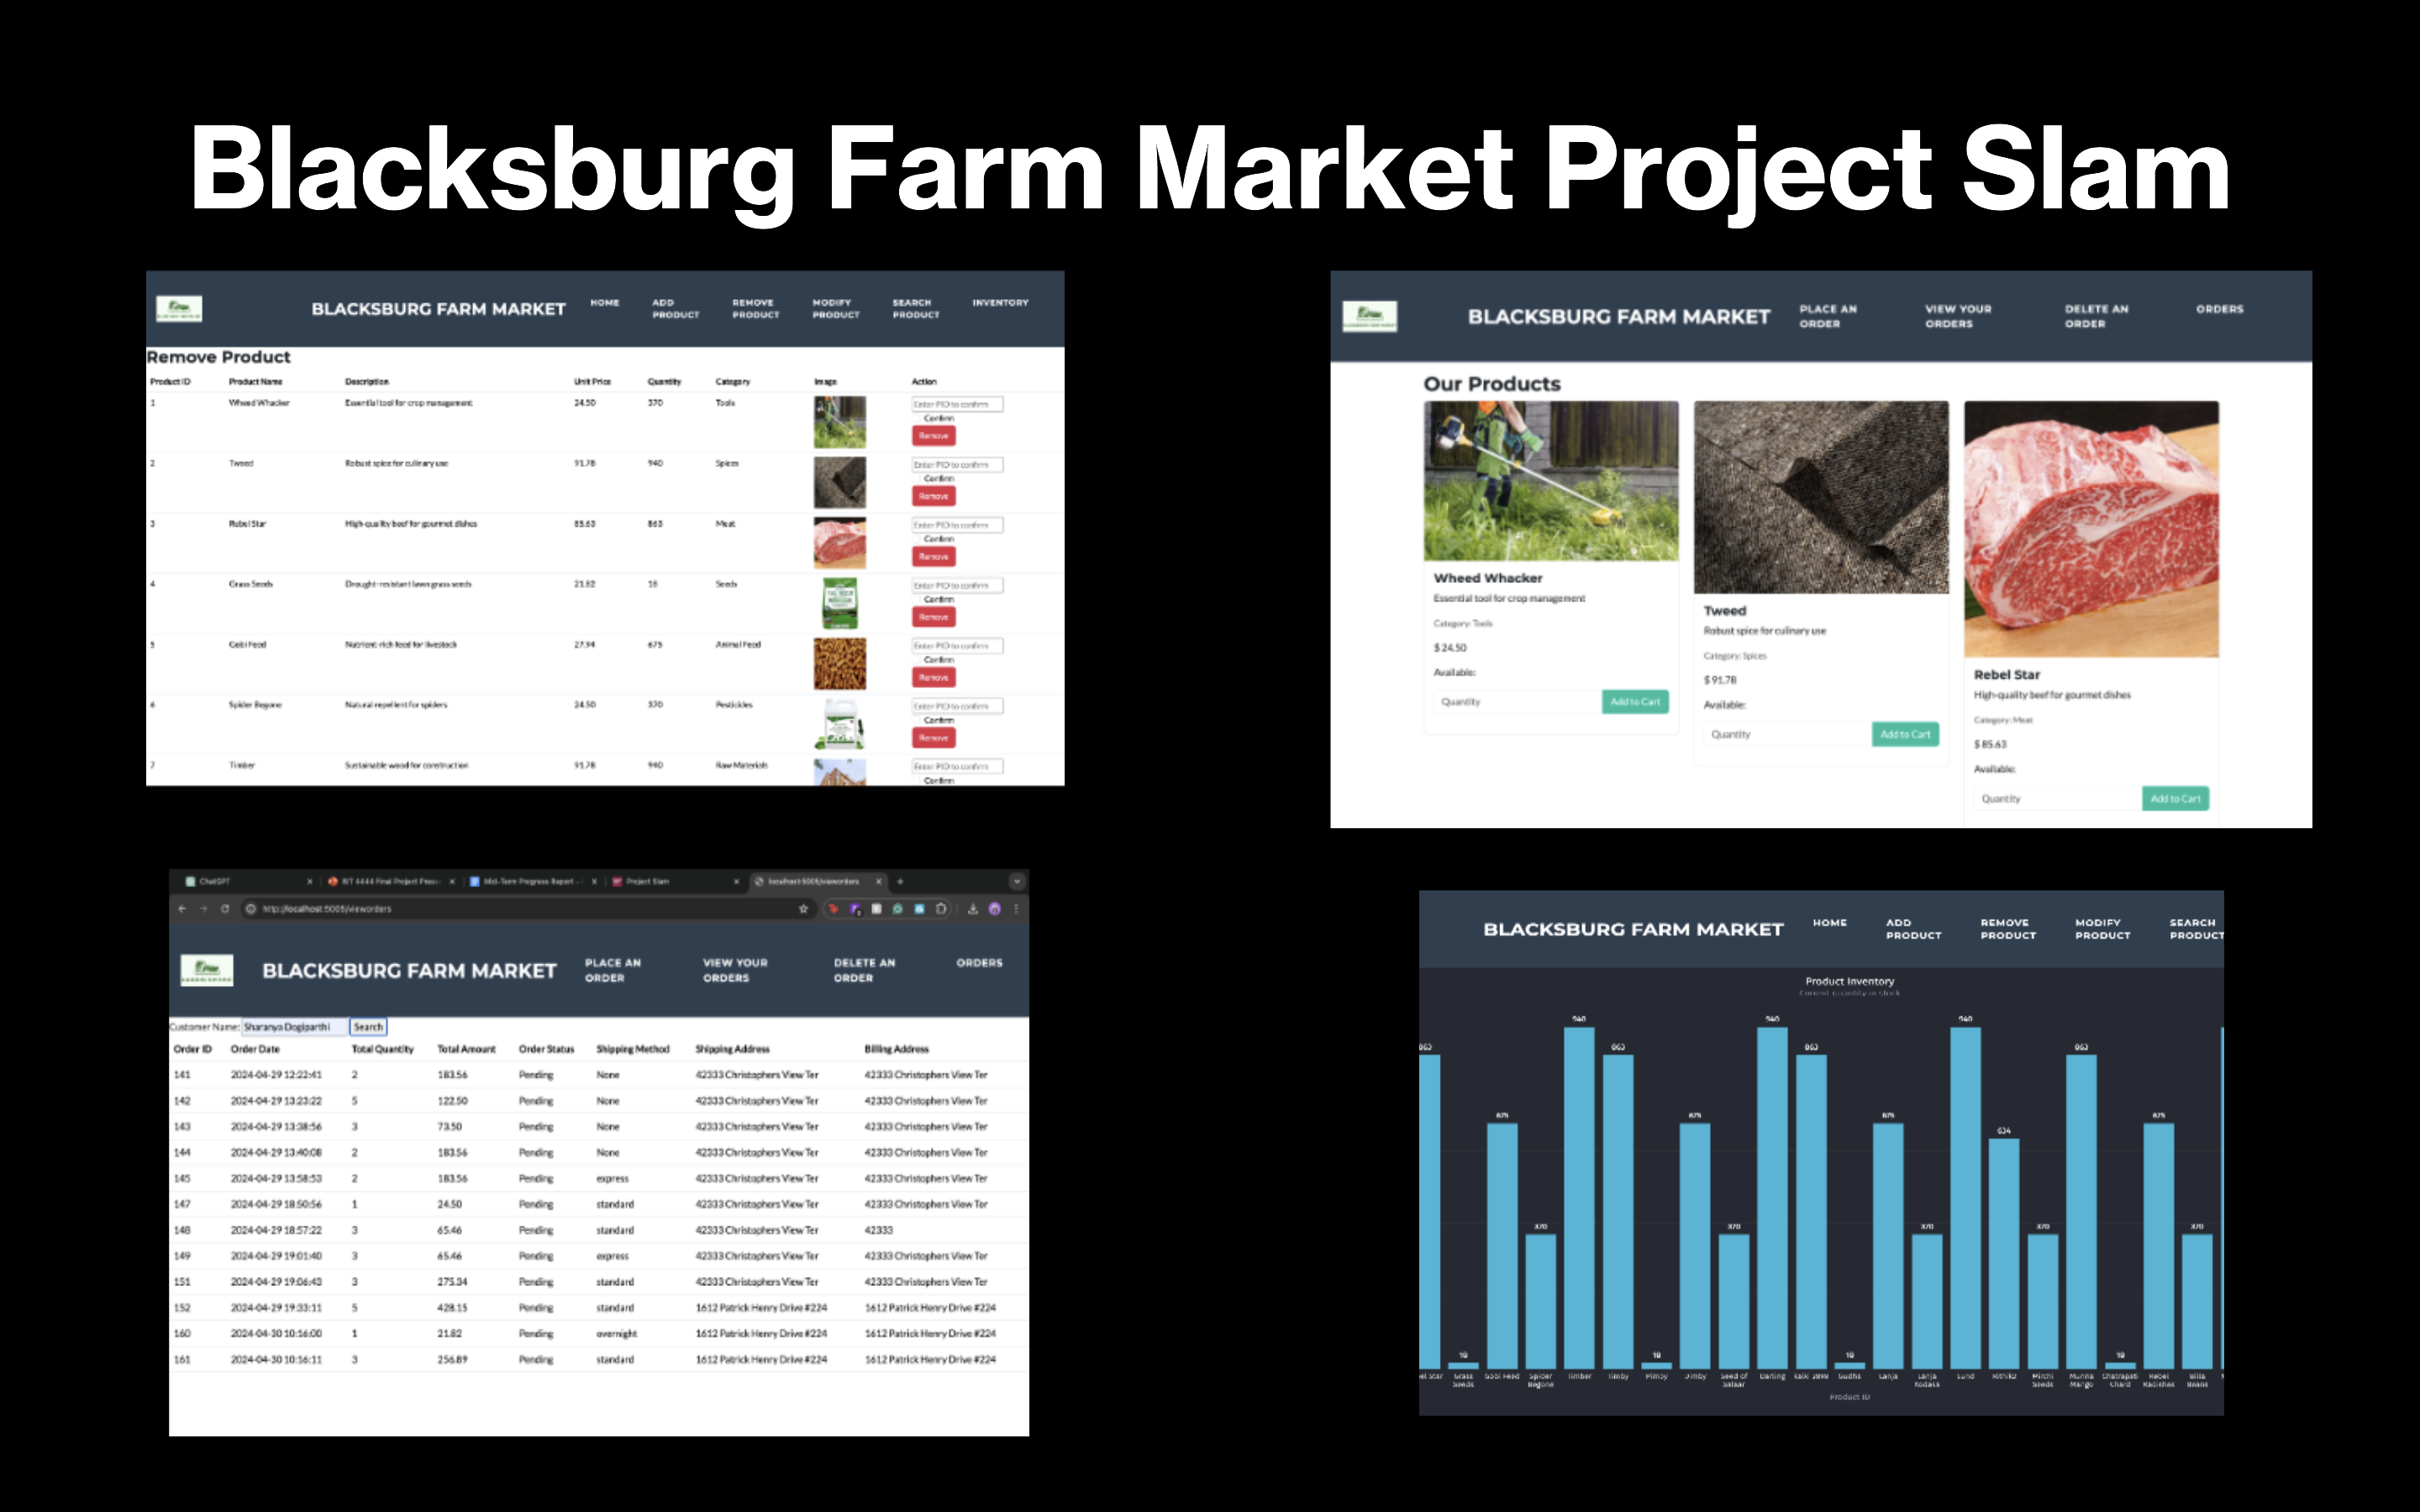 Blacksburg Farm Market Project Slam
BLACKSBURG FARM MARKET
HOME
ADD PRODUCT
REMOVE PRODUCT
MODIFY PRODUCT
SEARCH PRODUCT
INVENTORY
Remove Product
Product ID Product Name Description Unit Price Quantity Category Image Action
1 Wheed Whacker Essential tool for crop management 24.50 370 Tools Enter PID to confirm
Confirm
Remove
2 Tweed Robust spice for culinary use 91.78 940 Spices Enter PID to confirm
Confirm
Remove
3 Rebel Star High-quality beef for gourmet dishes 85.63 863 Meat Enter PID to confirm
Confirm
Remove
4 Grass Seeds Drought-resistant lawn grass seeds 21.82 18 Seeds Enter PID to confirm
Confirm
Remove
5 Gobi Feed Nutrient-rich feed for livestock 27.94 675 Animal Feed Enter PID to confirm
Confirm
Remove
6 Spider Begone Natural repellent for spiders 24.50 370 Pesticides Enter PID to confirm
Confirm
Remove
7 Timber Sustainable wood for construction 91.78 940 Raw Materials Enter PID to confirm
Confirm
BLACKSBURG FARM MARKET
PLACE AN ORDER
VIEW YOUR ORDERS
DELETE AN ORDER
ORDERS
Our Products
Wheed Whacker
Essential tool for crop management
Category: Tools
$ 24.50
Available:
Quantity Add to Cart
Tweed
Robust spice for culinary use
Category: Spices
$ 91.78
Available:
Quantity Add to Cart
Rebel Star
High-quality beef for gourmet dishes
Category: Meat
$ 85.63
Available:
Quantity Add to Cart
ChatGPT
BIT 4444 Final Project Prese
Mid-Term Progress Report -
Project Slam
localhost:5005/vieworders
http://localhost:5005/vieworders
BLACKSBURG FARM MARKET
PLACE AN ORDER
VIEW YOUR ORDERS
DELETE AN ORDER
ORDERS
Customer Name: Sharanya Dogiparthi Search
Order ID Order Date Total Quantity Total Amount Order Status Shipping Method Shipping Address Billing Address
141 2024-04-29 12:22:41 2 183.56 Pending None 42333 Christophers View Ter 42333 Christophers View Ter
142 2024-04-29 13:23:22 5 122.50 Pending None 42333 Christophers View Ter 42333 Christophers View Ter
143 2024-04-29 13:38:56 3 73.50 Pending None 42333 Christophers View Ter 42333 Christophers View Ter
144 2024-04-29 13:40:08 2 183.56 Pending None 42333 Christophers View Ter 42333 Christophers View Ter
145 2024-04-29 13:58:53 2 183.56 Pending express 42333 Christophers View Ter 42333 Christophers View Ter
147 2024-04-29 18:50:56 1 24.50 Pending standard 42333 Christophers View Ter 42333 Christophers View Ter
148 2024-04-29 18:57:22 3 65.46 Pending standard 42333 Christophers View Ter 42333
149 2024-04-29 19:01:40 3 65.46 Pending express 42333 Christophers View Ter 42333 Christophers View Ter
151 2024-04-29 19:06:43 3 275.34 Pending standard 42333 Christophers View Ter 42333 Christophers View Ter
152 2024-04-29 19:33:11 5 428.15 Pending standard 1612 Patrick Henry Drive #224 1612 Patrick Henry Drive #224
160 2024-04-30 10:16:00 1 21.82 Pending overnight 1612 Patrick Henry Drive #224 1612 Patrick Henry Drive #224
161 2024-04-30 10:16:11 3 256.89 Pending standard 1612 Patrick Henry Drive #224 1612 Patrick Henry Drive #224
BLACKSBURG FARM MARKET
HOME
ADD PRODUCT
REMOVE PRODUCT
MODIFY PRODUCT
SEARCH PRODUCT
Product Inventory
Current quantity in stock
863 18 675 370 940 863 18 675 370 940 863 18 675 370 940 634 370 863 18 675 370
el Star
Grass Seeds
Gobi Feed
Spider Begone
Timber
Timby
Pimby
Dimby
Seed of Salaar
Darling
Sudha
Lanja
Lanja Kodaka
Lund
Rithika
Mirchi Seeds
Munna Mango
Chatrapati Chard
Rebel Radishes
Billa Beans
Product ID